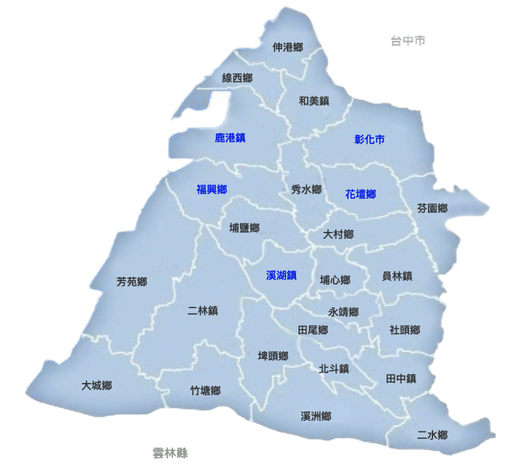 伸港鄉
台中市
線西鄉
和美鎮
鹿港鎮
彰化市
福興鄉
秀水鄉
花壇鄉
芬園鄉
埔鹽鄉
大村鄉
芳苑鄉
溪湖鎮
埔心鄉
員林鎮
二林鎮
永靖鄉
田尾鄉
社頭鄉
埤頭鄉
北斗鎮
田中鎮
大城鄉
竹塘鄉
溪洲鄉
二水鄉
雲林縣